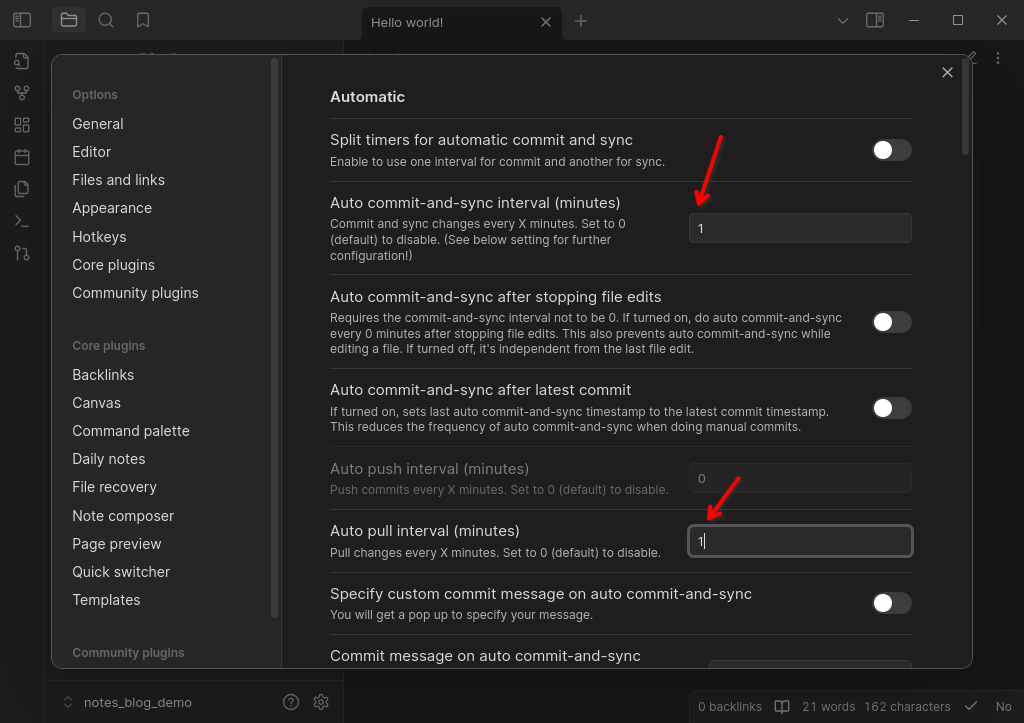 Hello world!
Options
General
Editor
Files and links
Appearance
Hotkeys
Core plugins
Community plugins
Core plugins
Backlinks
Canvas
Command palette
Daily notes
File recovery
Note composer
Page preview
Quick switcher
Templates
Community plugins
Automatic
Split timers for automatic commit and sync
Enable to use one interval for commit and another for sync.
Auto commit-and-sync interval (minutes)
Commit and sync changes every X minutes. Set to 0
(default) to disable. (See below setting for further
configuration!)
1
Auto commit-and-sync after stopping file edits
Requires the commit-and-sync interval not to be 0. If turned on, do auto commit-and-sync
every 0 minutes after stopping file edits. This also prevents auto commit-and-sync while
editing a file. If turned off, it's independent from the last file edit.
Auto commit-and-sync after latest commit
If turned on, sets last auto commit-and-sync timestamp to the latest commit timestamp.
This reduces the frequency of auto commit-and-sync when doing manual commits.
Auto push interval (minutes)
Push commits every X minutes. Set to 0 (default) to disable.
0
Auto pull interval (minutes)
Pull changes every X minutes. Set to 0 (default) to disable.
1
Specify custom commit message on auto commit-and-sync
You will get a pop up to specify your message.
Commit message on auto commit-and-sync
notes_blog_demo
0 backlinks 21 words 162 characters No